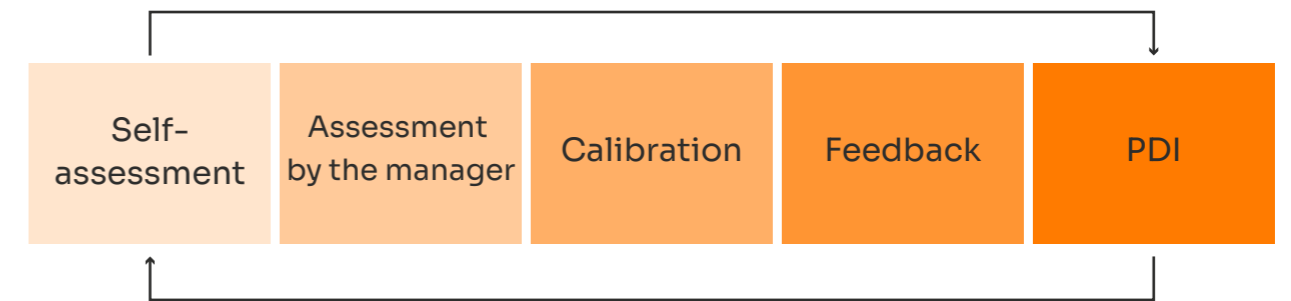 Self-
assessment
Assessment
by the manager
Calibration
Feedback
PDI